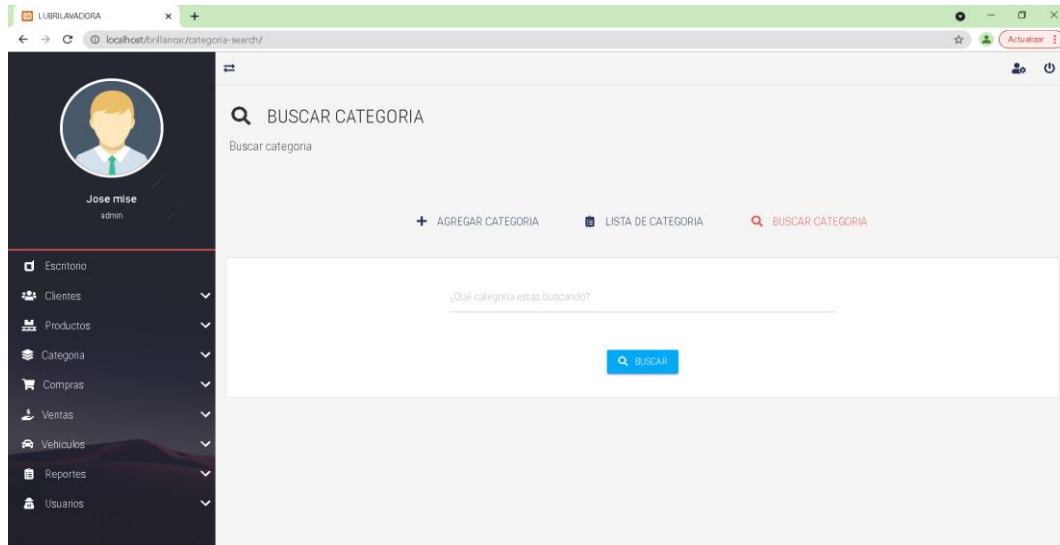 LUBRILAVADORA
localhost/brillancar/categoria-search/
Actualizar
Jose mise
admin
Escritorio
Clientes
Productos
Categoria
Compras
Ventas
Vehiculos
Reportes
Usuarios
BUSCAR CATEGORIA
Buscar categoria
AGREGAR CATEGORIA
LISTA DE CATEGORIA
BUSCAR CATEGORIA
¿Qué categoria estas buscando?
BUSCAR